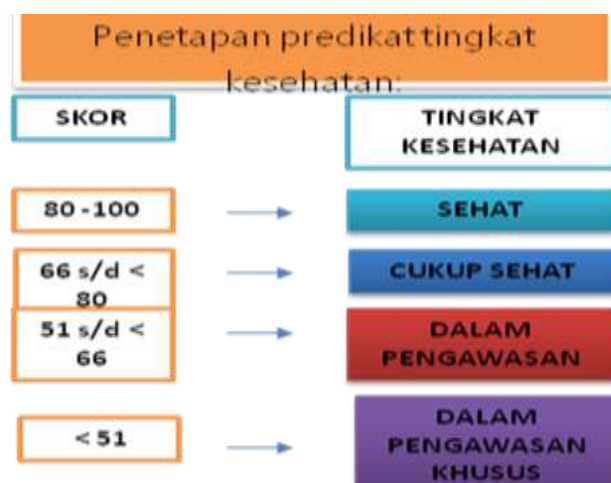 Penetapan predikat tingkat
kesehatan:
SKOR
TINGKAT
KESEHATAN
80 -100
SEHAT
66 s/d <
80
CUKUP SEHAT
51 s/d <
66
DALAM
PENGAWASAN
< 51
DALAM
PENGAWASAN
KHUSUS